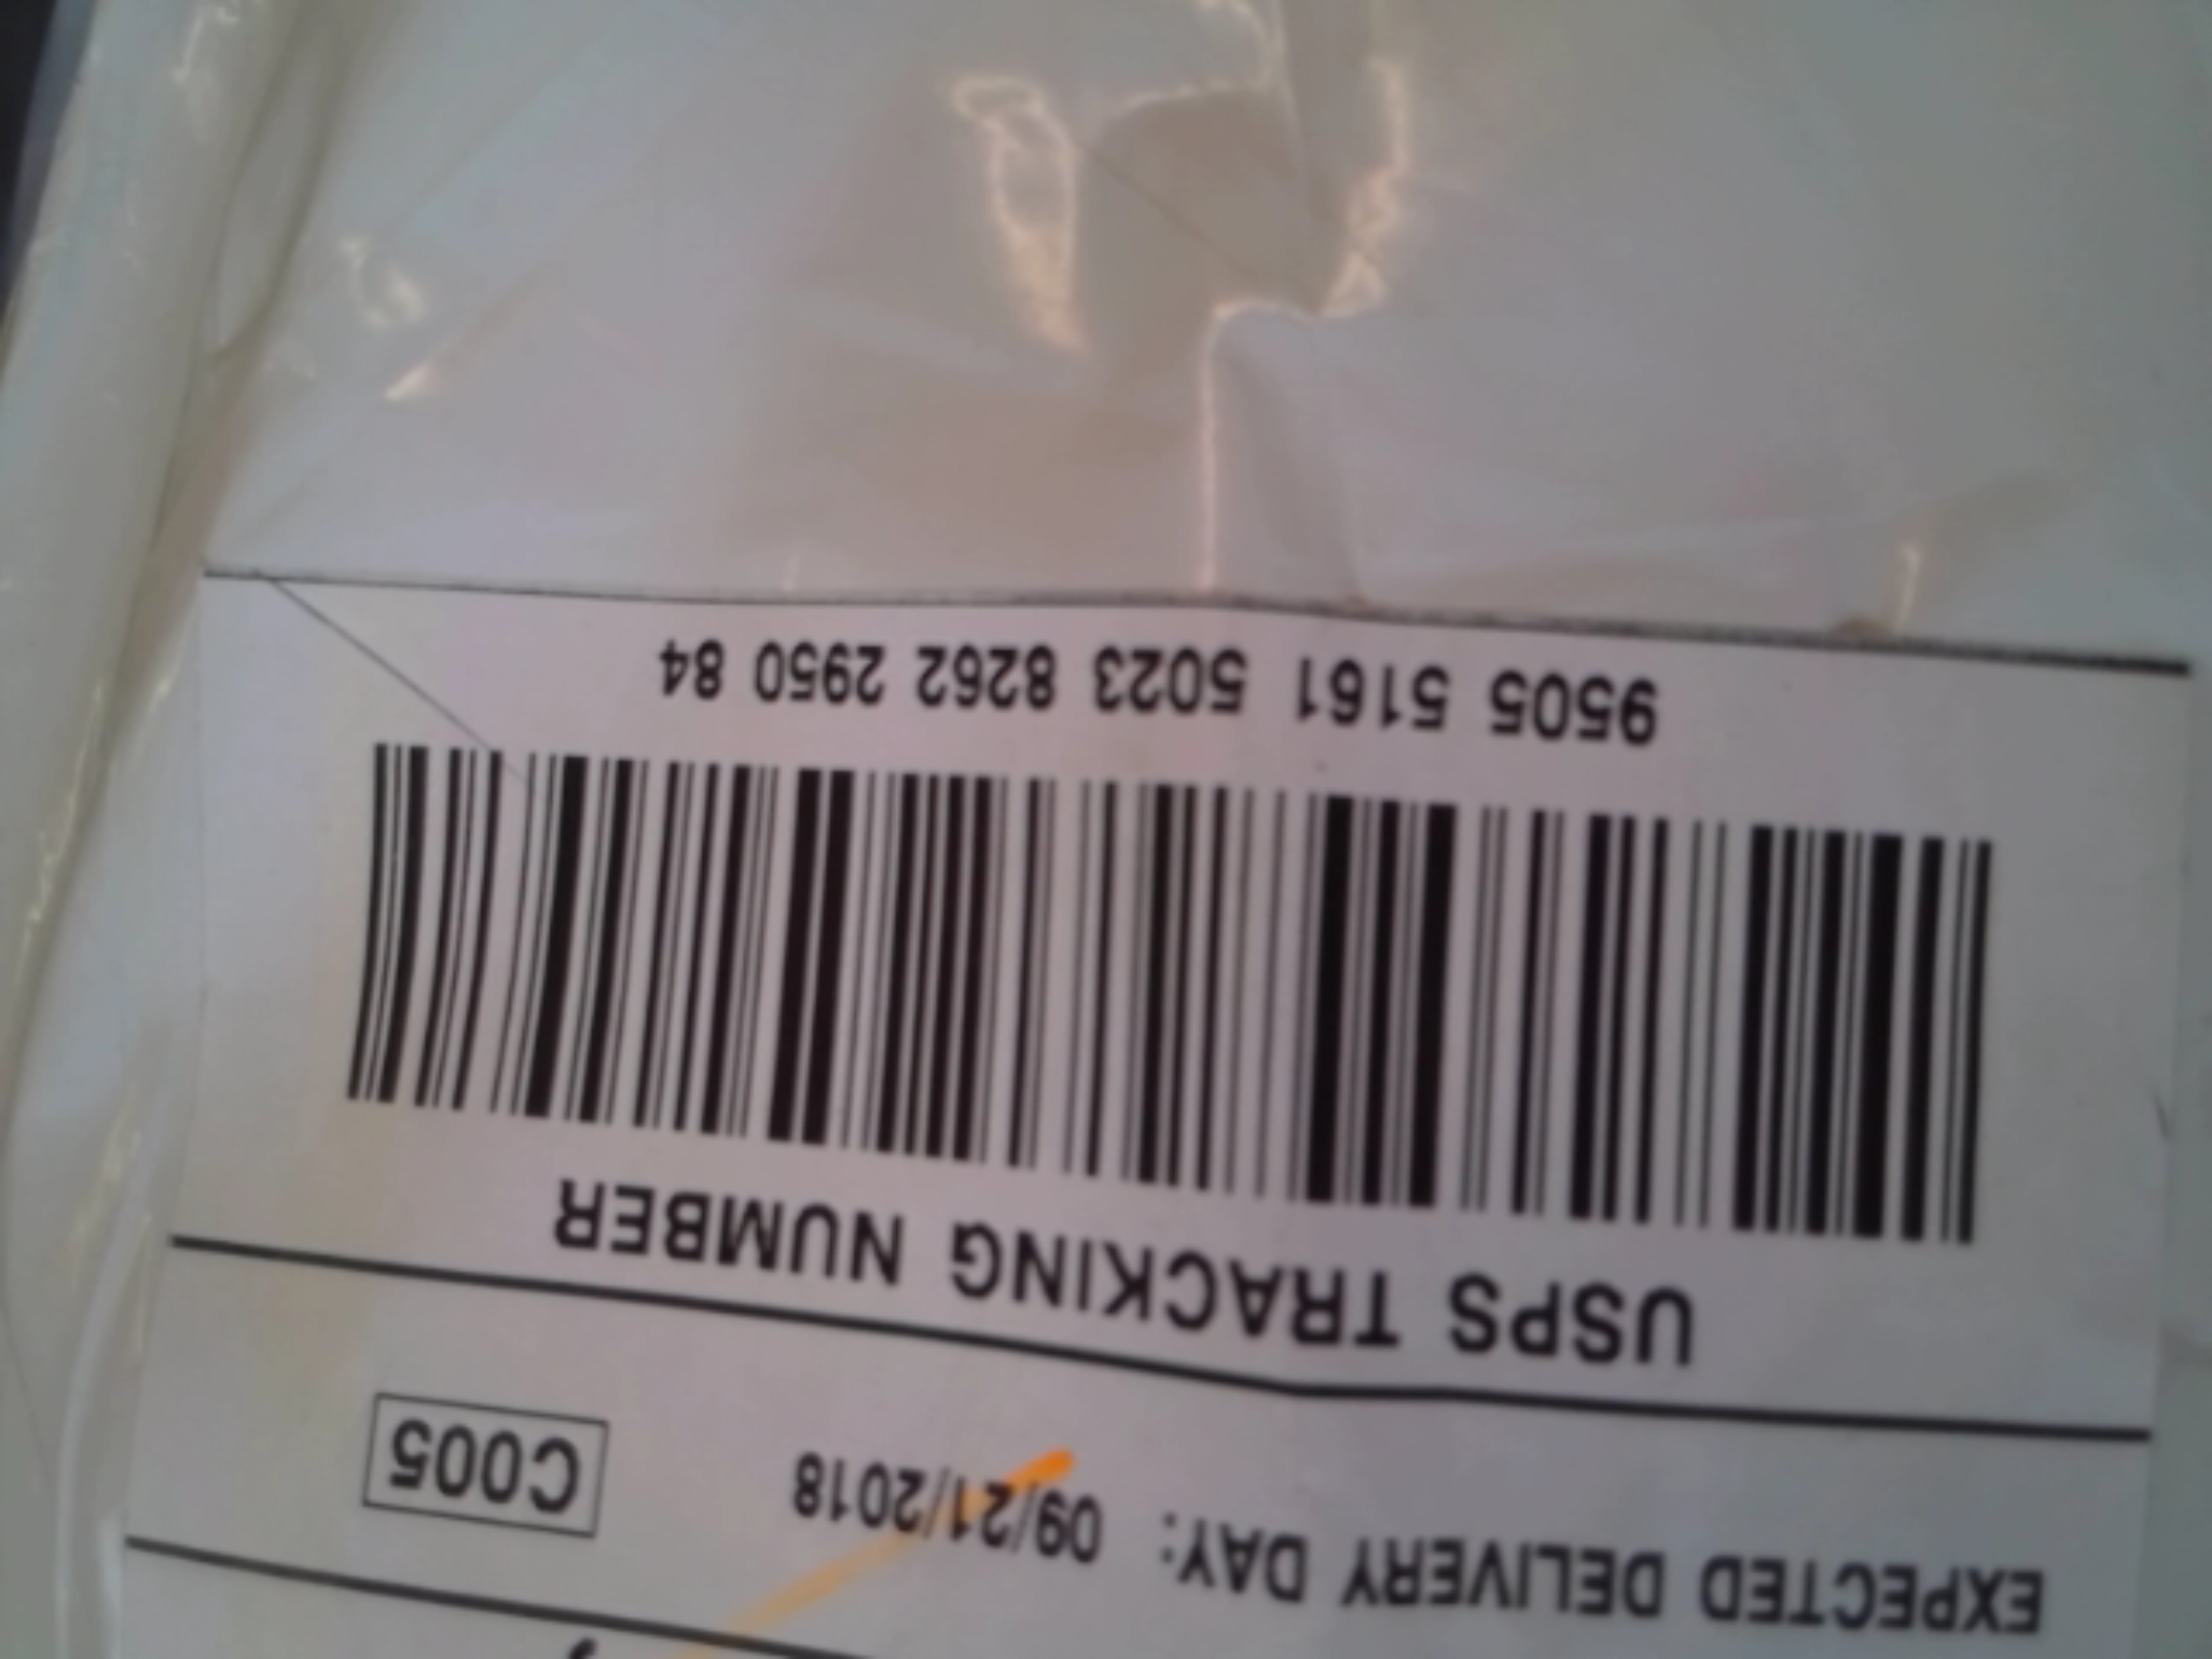 EXPECTED DELIVERY DAY: 09/21/2018
C005
USPS TRACKING NUMBER
9505 5161 5023 8262 2950 84